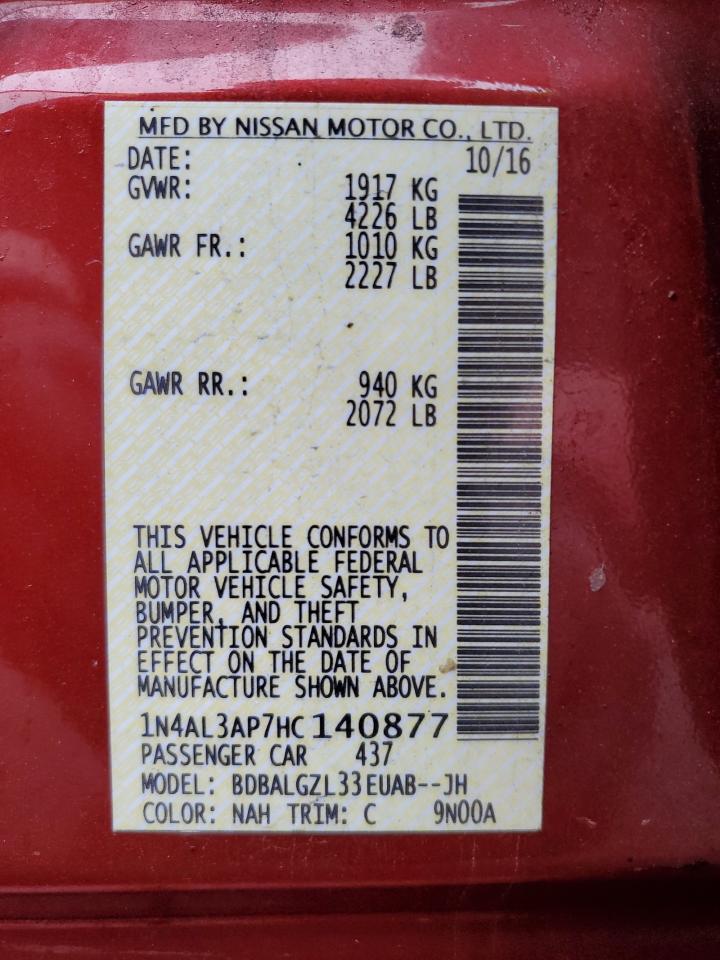 MFD BY NISSAN MOTOR CO., LTD.
DATE: 10/16
GVWR: 1917 KG
4226 LB
GAWR FR.: 1010 KG
2227 LB
GAWR RR.: 940 KG
2072 LB
THIS VEHICLE CONFORMS TO
ALL APPLICABLE FEDERAL
MOTOR VEHICLE SAFETY,
BUMPER, AND THEFT
PREVENTION STANDARDS IN
EFFECT ON THE DATE OF
MANUFACTURE SHOWN ABOVE.
1N4AL3AP7HC140877
PASSENGER CAR 437
MODEL: BDBALGZL33EUAB--JH
COLOR: NAH TRIM: C 9N00A